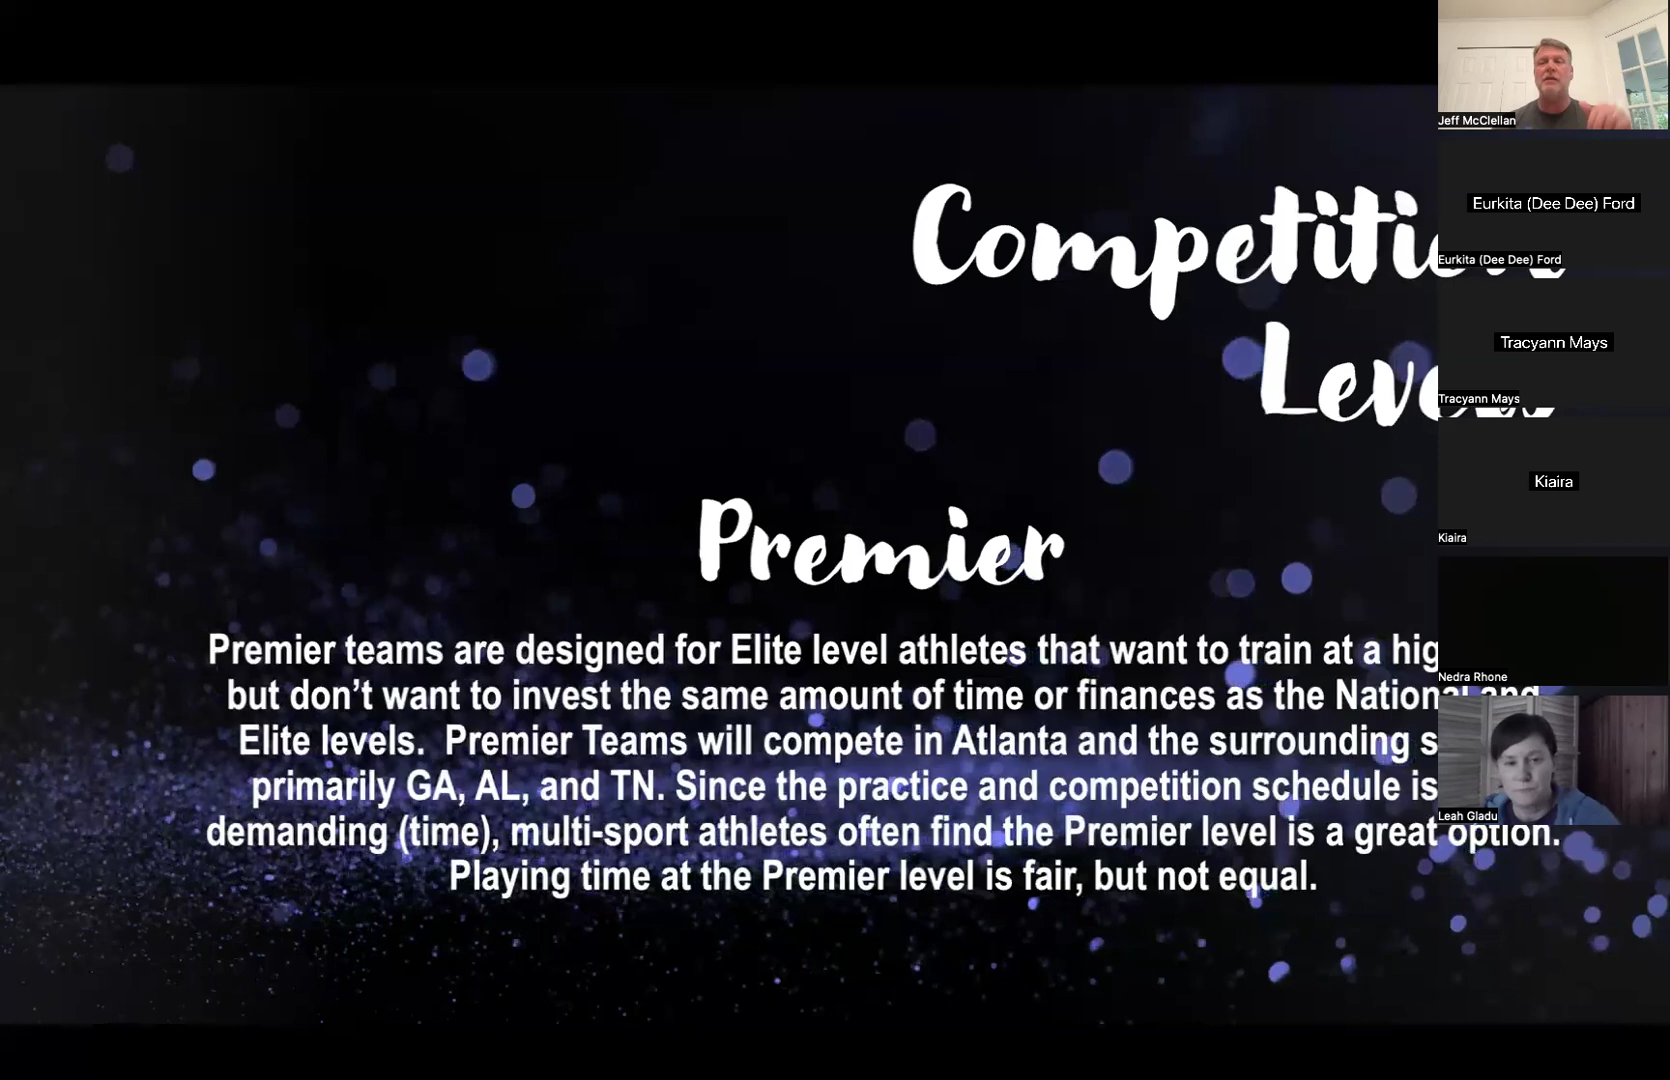 Jeff McClellan
Eurkita (Dee Dee) Ford
Eurkita (Dee Dee) Ford
Tracyann Mays
Tracyann Mays
Kiaira
Kiaira
Nedra Rhone
Leah Gladu
Competition
Level
Premier
Premier teams are designed for Elite level athletes that want to train at a hig
but don’t want to invest the same amount of time or finances as the National and
Elite levels. Premier Teams will compete in Atlanta and the surrounding s
primarily GA, AL, and TN. Since the practice and competition schedule is
demanding (time), multi-sport athletes often find the Premier level is a great option.
Playing time at the Premier level is fair, but not equal.